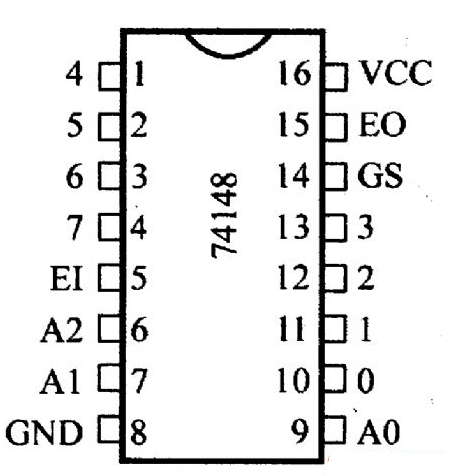 4 1 16 VCC
5 2 15 EO
6 3 14 GS
7 4 13 3
EI 5 12 2
A2 6 11 1
A1 7 10 0
GND 8 9 A0
74148